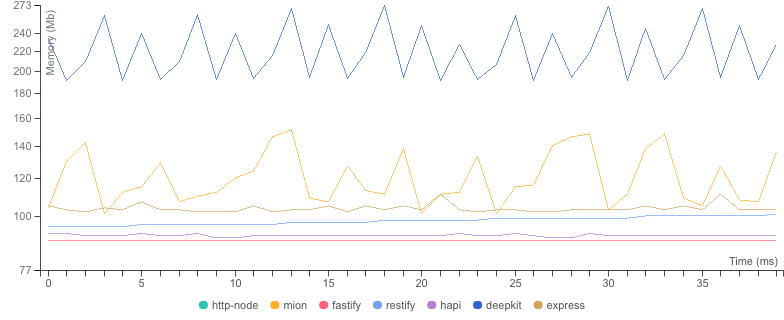 273
Memory (Mb)
240
220
200
180
160
140
120
100
77
Time (ms)
0 5 10 15 20 25 30 35
http-node mion fastify restify hapi deepkit express